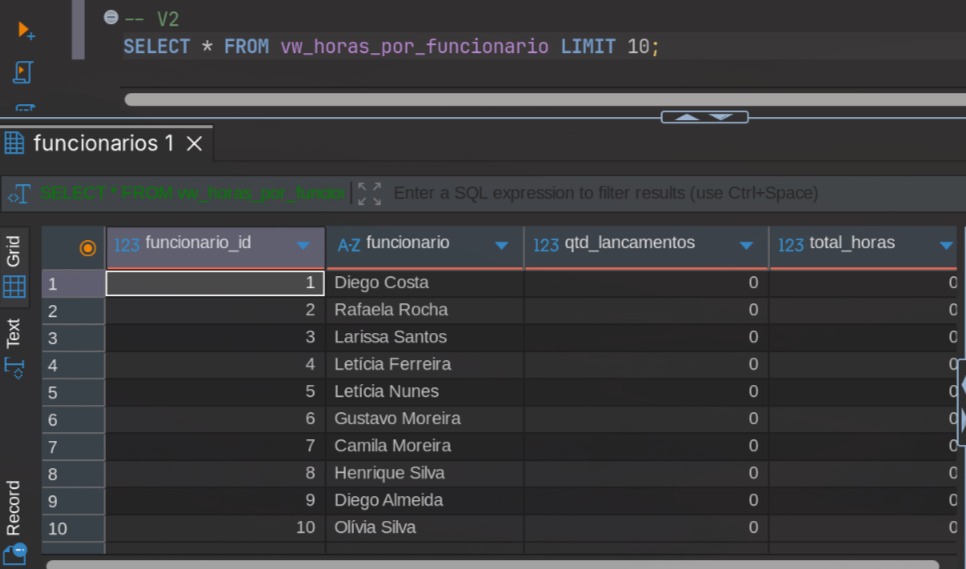 -- V2
SELECT * FROM vw_horas_por_funcionario LIMIT 10;
funcionarios 1
SELECT * FROM vw_horas_por_funcio Enter a SQL expression to filter results (use Ctrl+Space)
Grid
Text
Record
123 funcionario_id A-Z funcionario 123 qtd_lancamentos 123 total_horas
1 1 Diego Costa 0 0
2 2 Rafaela Rocha 0 0
3 3 Larissa Santos 0 0
4 4 Letícia Ferreira 0 0
5 5 Letícia Nunes 0 0
6 6 Gustavo Moreira 0 0
7 7 Camila Moreira 0 0
8 8 Henrique Silva 0 0
9 9 Diego Almeida 0 0
10 10 Olívia Silva 0 0